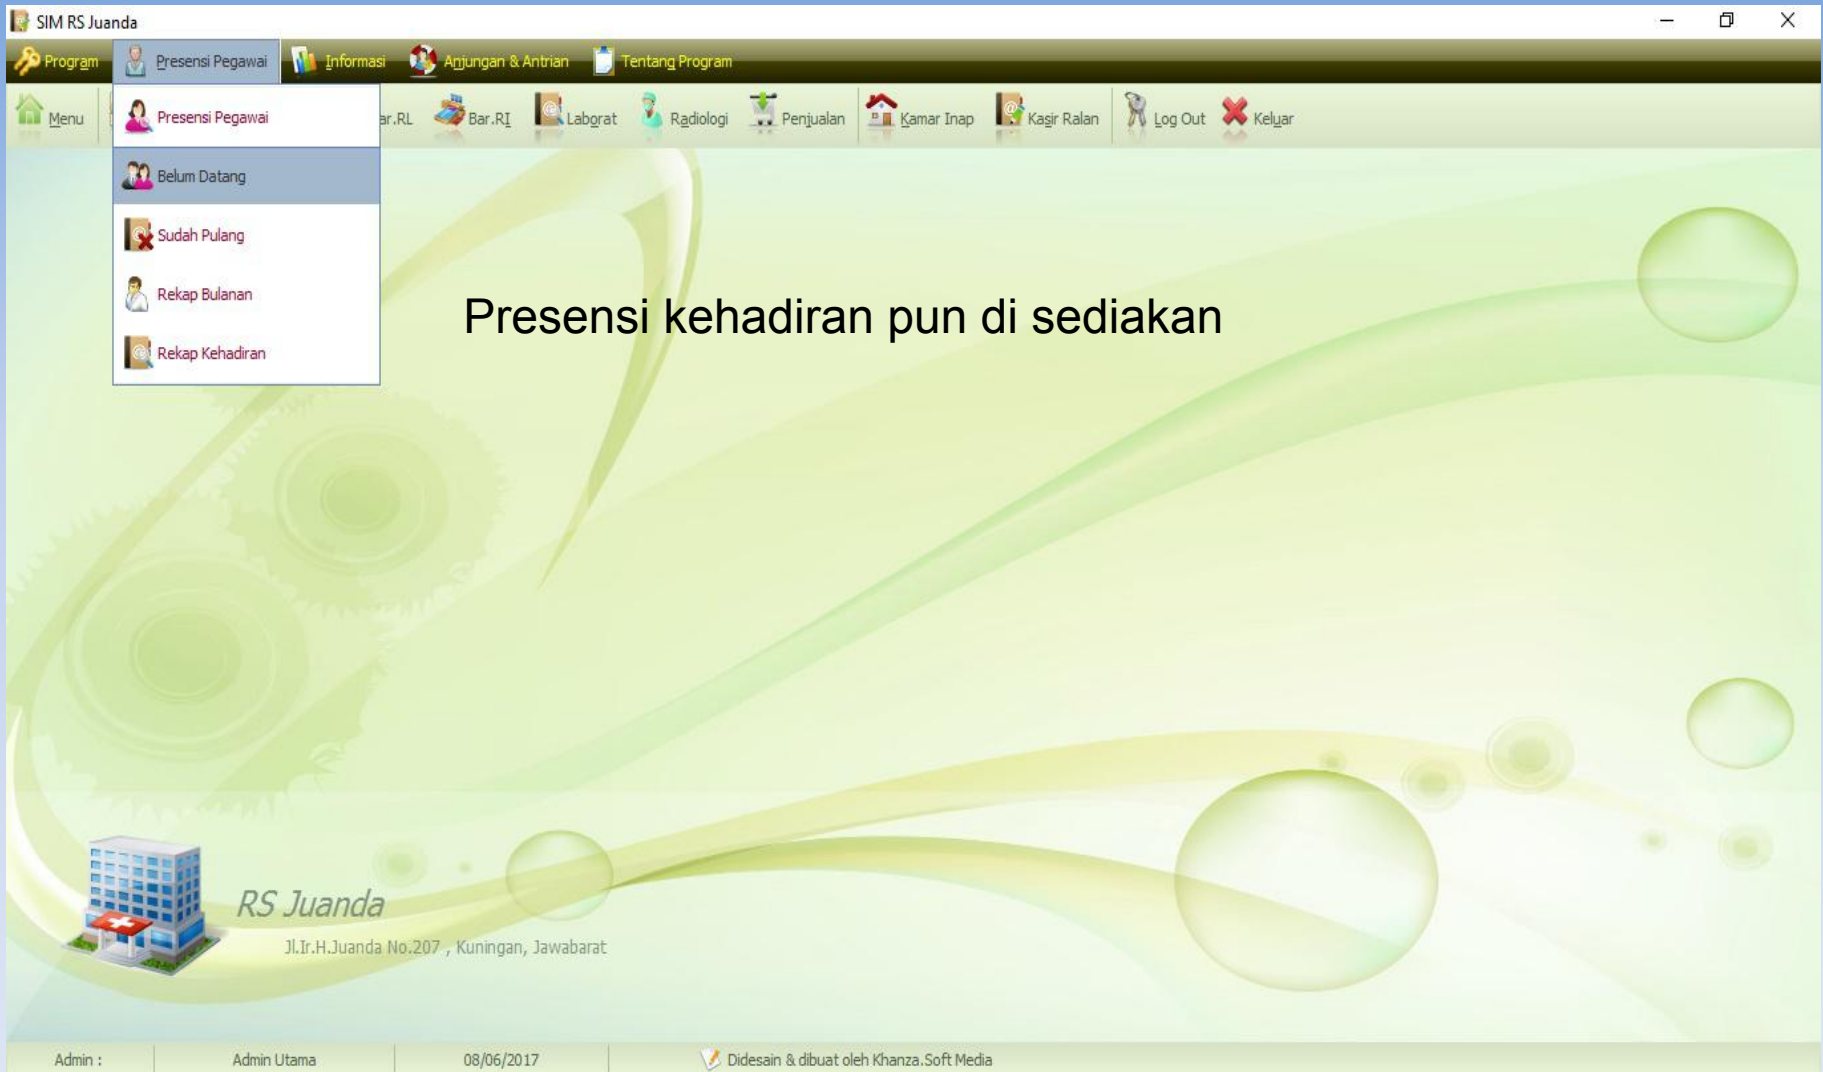 SIM RS Juanda
Program Presensi Pegawai Informasi Anjungan & Antrian Tentang Program
Menu ar.RL Bar.RI Laborat Radiologi Penjualan Kamar Inap Kasir Ralan Log Out Keluar
Presensi Pegawai
Belum Datang
Sudah Pulang
Rekap Bulanan
Rekap Kehadiran
Presensi kehadiran pun di sediakan
RS Juanda
Jl.Ir.H.Juanda No.207 , Kuningan, Jawabarat
Admin : Admin Utama 08/06/2017 Didesain & dibuat oleh Khanza.Soft Media